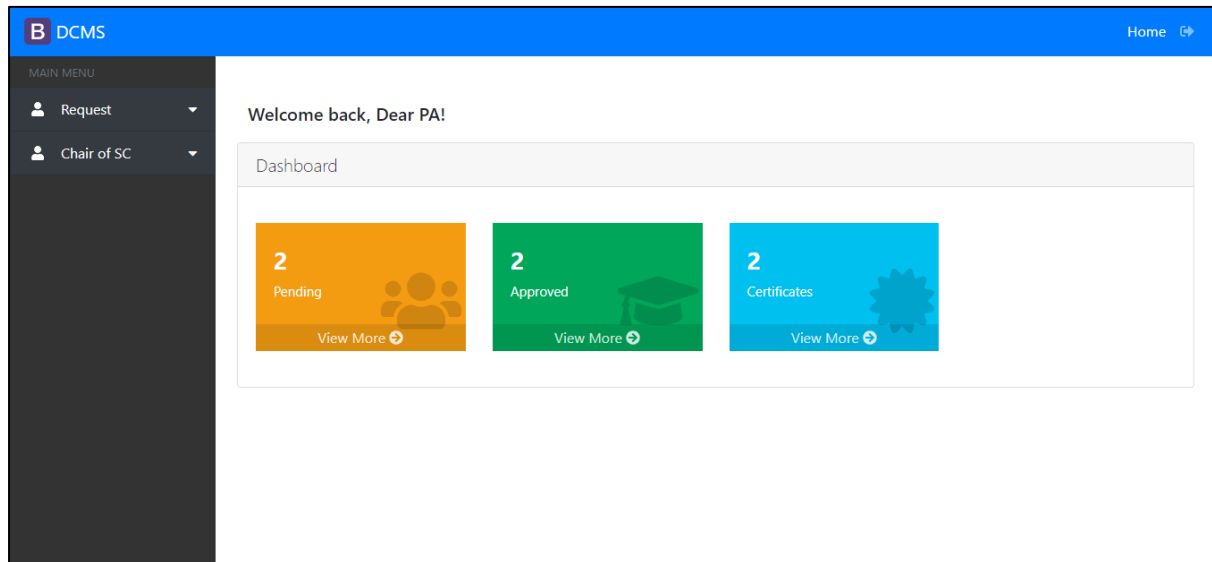 B DCMS
Home
MAIN MENU
Request
Chair of SC
Welcome back, Dear PA!
Dashboard
2
Pending
View More
2
Approved
View More
2
Certificates
View More